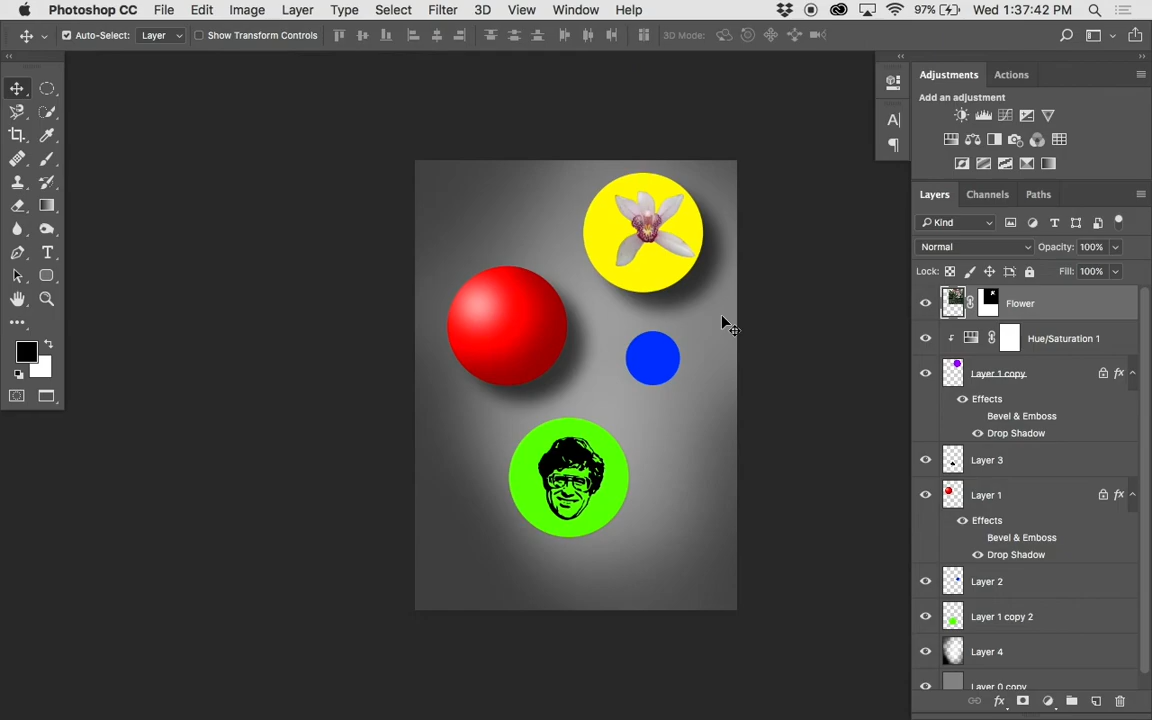 Photoshop CC File Edit Image Layer Type Select Filter 3D View Window Help 97% Wed 1:37:42 PM
Auto-Select: Layer Show Transform Controls 3D Mode:
Adjustments Actions
Add an adjustment
Layers Channels Paths
Kind
Normal Opacity: 100%
Lock: Fill: 100%
Flower
Hue/Saturation 1
Layer 1 copy fx
Effects
Bevel & Emboss
Drop Shadow
Layer 3
Layer 1 fx
Effects
Bevel & Emboss
Drop Shadow
Layer 2
Layer 1 copy 2
Layer 4
Layer 0 copy
fx